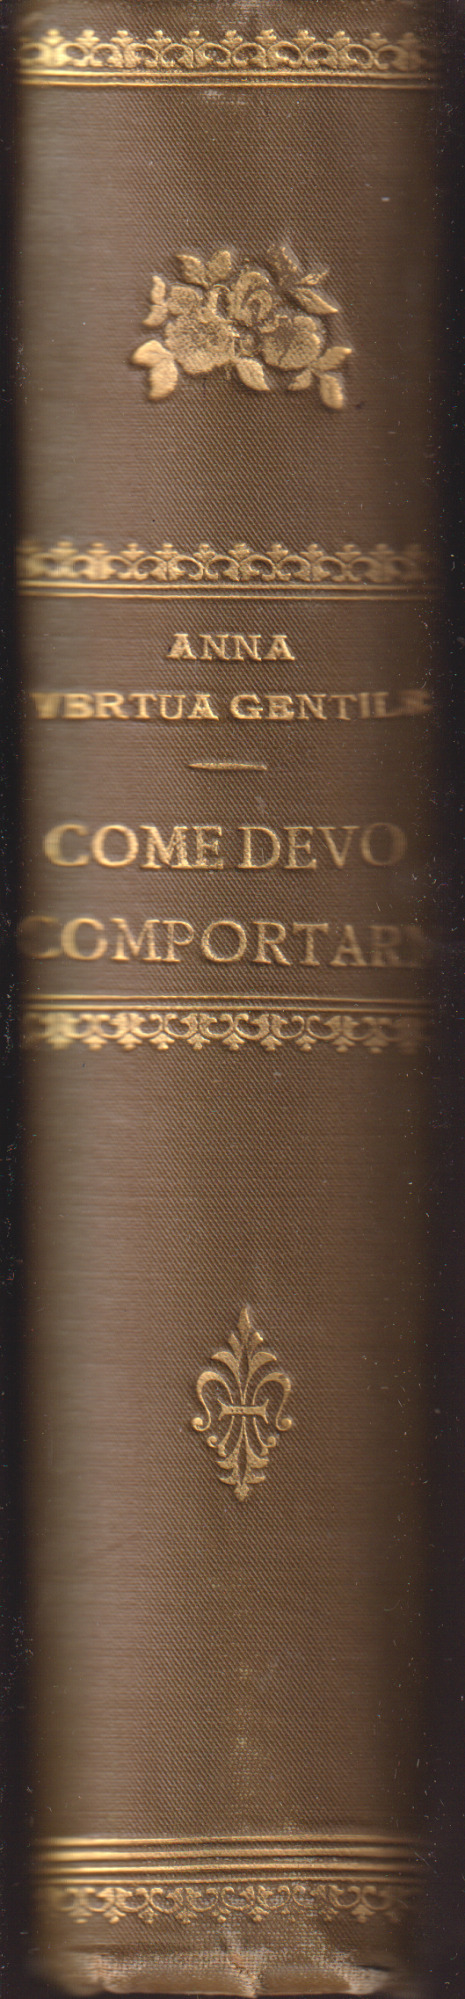 ANNA
VERTUA GENTILE
COME DEVO
COMPORTARM